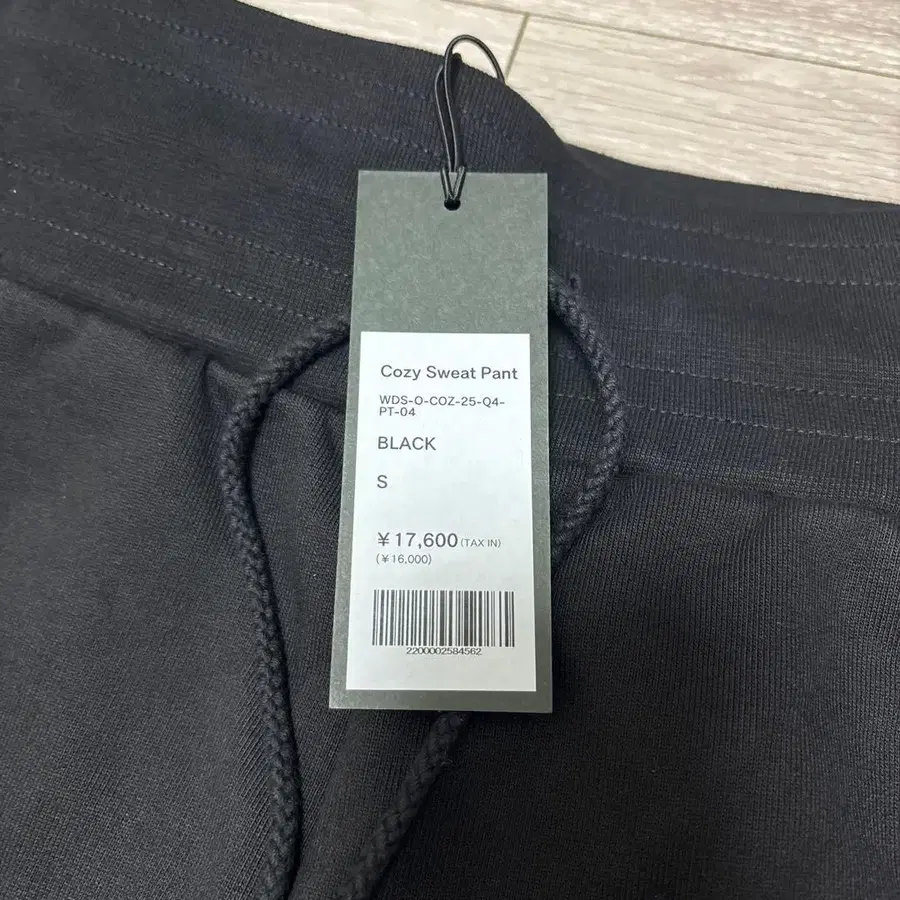 Cozy Sweat Pant
WDS-O-COZ-25-Q4-
PT-04
BLACK
S
¥17,600 (TAX IN)
(¥16,000)
2200002584562